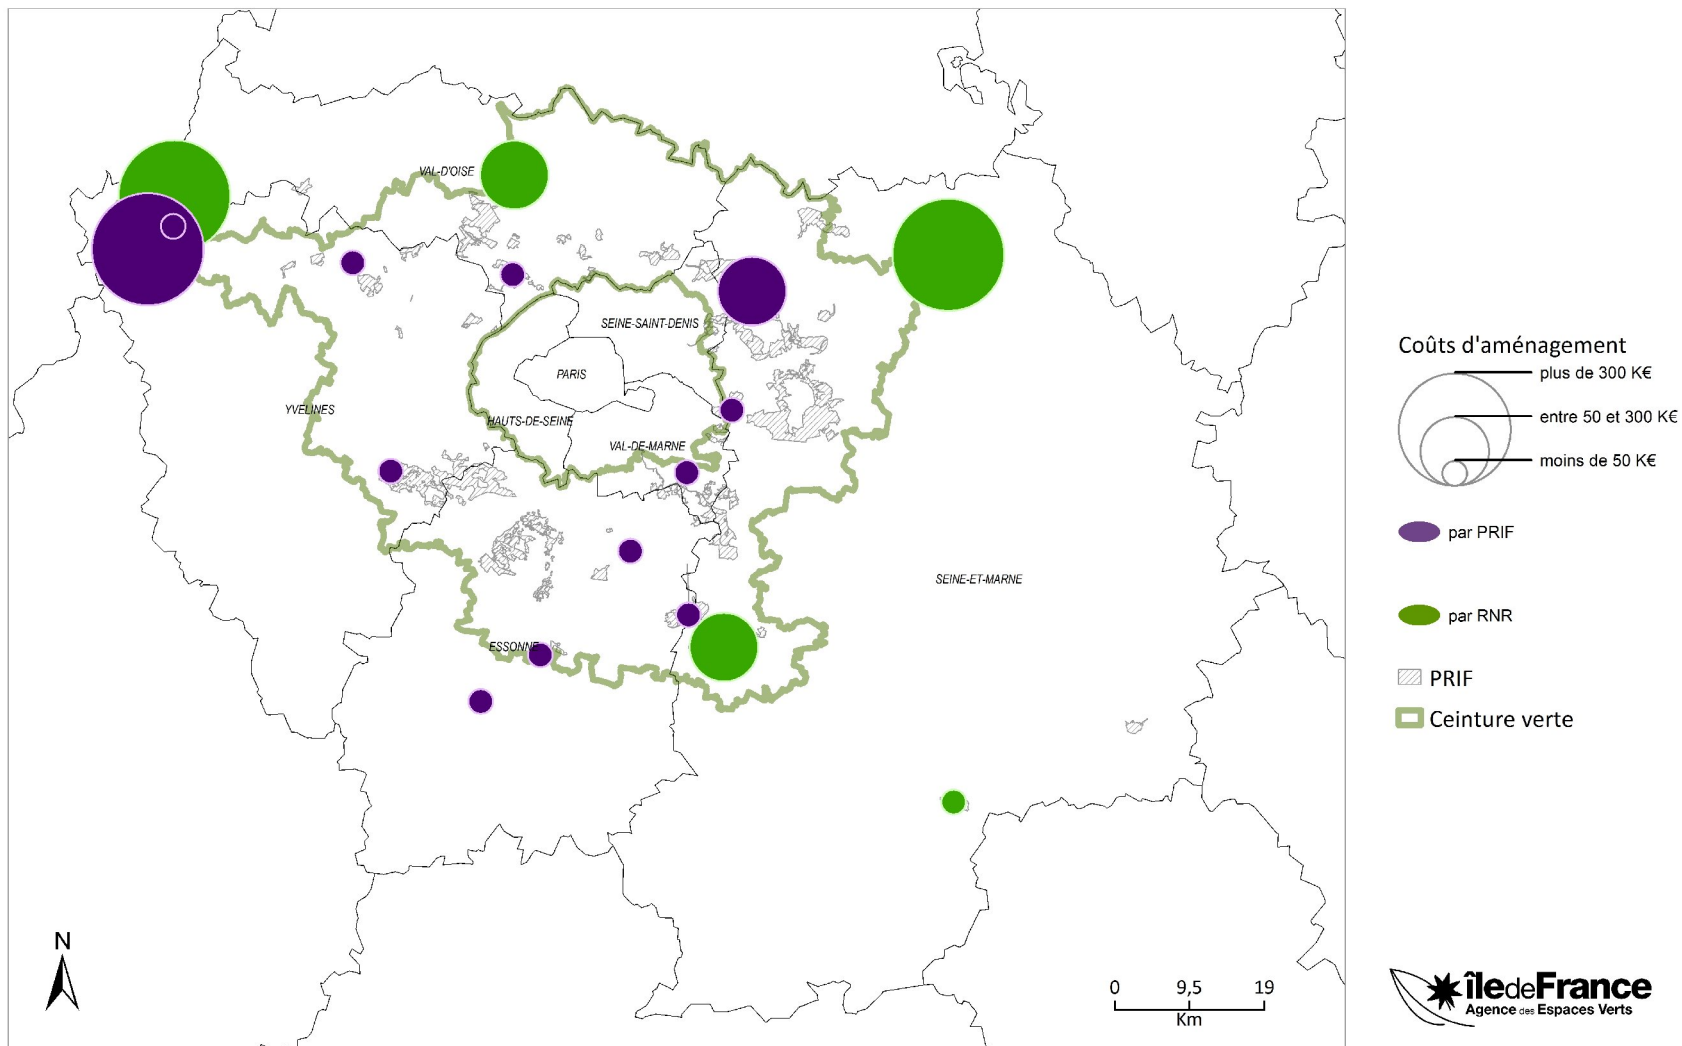 VAL-D'OISE
SEINE-SAINT-DENIS
PARIS
YVELINES
HAUTS-DE-SEINE
VAL-DE-MARNE
SEINE-ET-MARNE
ESSONNE
N
0 9,5 19
Km
Coûts d'aménagement
plus de 300 K€
entre 50 et 300 K€
moins de 50 K€
par PRIF
par RNR
PRIF
Ceinture verte
îledeFrance
Agence des Espaces Verts